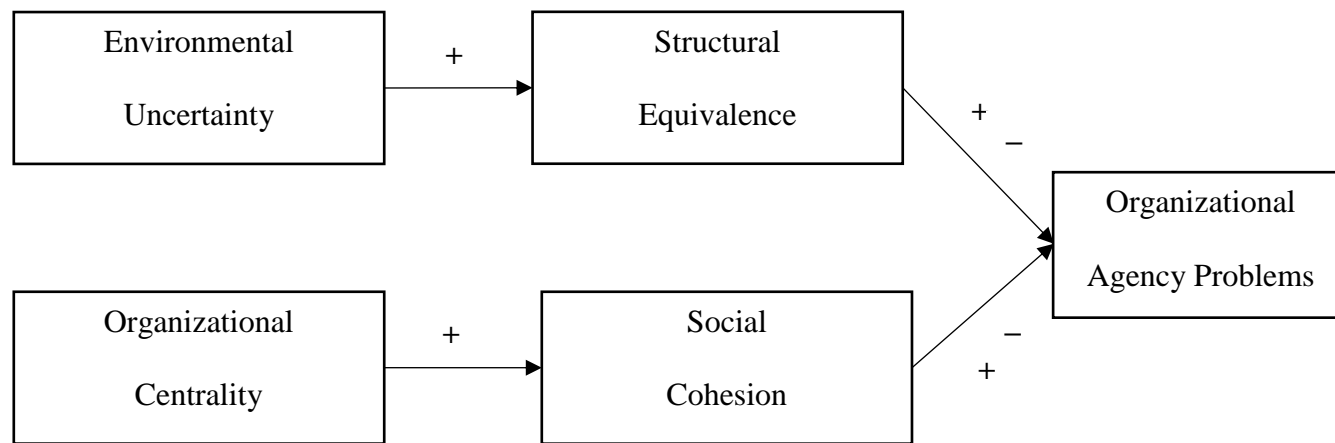 Environmental
Uncertainty
+
Structural
Equivalence
+
−
Organizational
Agency Problems
Organizational
Centrality
+
Social
Cohesion
−
+